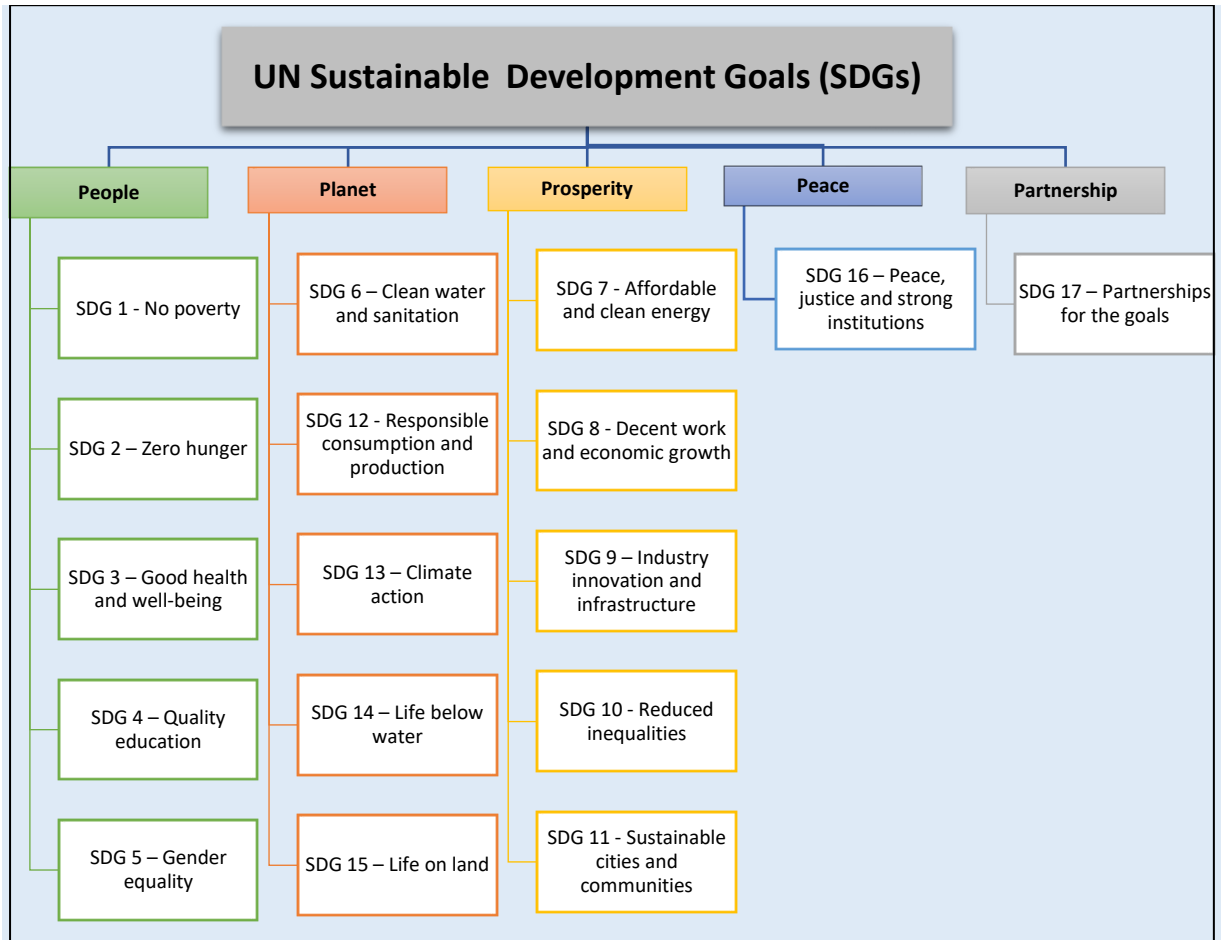 UN Sustainable  Development Goals (SDGs)
People
SDG 1 - No poverty
SDG 2 – Zero hunger
SDG 3 – Good health
and well-being
SDG 4 – Quality
education
SDG 5 – Gender
equality
Planet
SDG 6 – Clean water
and sanitation
SDG 12 - Responsible
consumption and
production
SDG 13 – Climate
action
SDG 14 – Life below
water
SDG 15 – Life on land
Prosperity
SDG 7 - Affordable
and clean energy
SDG 8 - Decent work
and economic growth
SDG 9 – Industry
innovation and
infrastructure
SDG 10 - Reduced
inequalities
SDG 11 - Sustainable
cities and
communities
Peace
SDG 16 – Peace,
justice and strong
institutions
Partnership
SDG 17 – Partnerships
for the goals